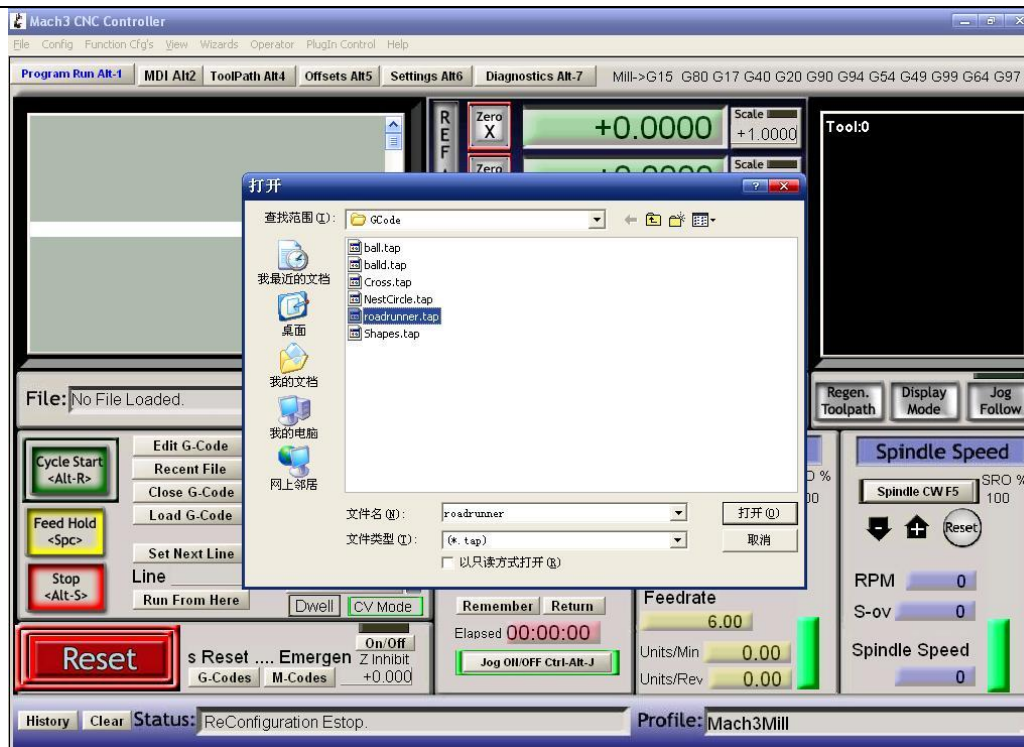 Mach3 CNC Controller
File Config Function Cfg's View Wizards Operator PlugIn Control Help
Program Run Alt-1 MDI Alt2 ToolPath Alt4 Offsets Alt5 Settings Alt6 Diagnostics Alt-7 Mill->G15 G80 G17 G40 G20 G90 G94 G54 G49 G99 G64 G97
REF
Zero X +0.0000 Scale +1.0000
Zero Scale
Tool:0
打开
查找范围(I): GCode
ball.tap
balld.tap
Cross.tap
NestCircle.tap
roadrunner.tap
Shapes.tap
我最近的文档
桌面
我的文档
我的电脑
网上邻居
文件名(N): roadrunner 打开(O)
文件类型(T): (*.tap) 取消
以只读方式打开(R)
File: No File Loaded.
Regen. Toolpath Display Mode Jog Follow
Cycle Start <Alt-R>
Feed Hold <Spc>
Stop <Alt-S>
Edit G-Code
Recent File
Close G-Code
Load G-Code
Set Next Line
Line
Run From Here
Dwell CV Mode
Remember Return
Elapsed 00:00:00
Jog ON/OFF Ctrl-Alt-J
Reset
s Reset .... Emergen
G-Codes M-Codes
On/Off
Z Inhibit
+0.000
Feedrate
6.00
Units/Min 0.00
Units/Rev 0.00
Spindle Speed
Spindle CW F5
SRO %
100
Reset
RPM 0
S-ov 0
Spindle Speed
0
History Clear Status: ReConfiguration Estop. Profile: Mach3Mill